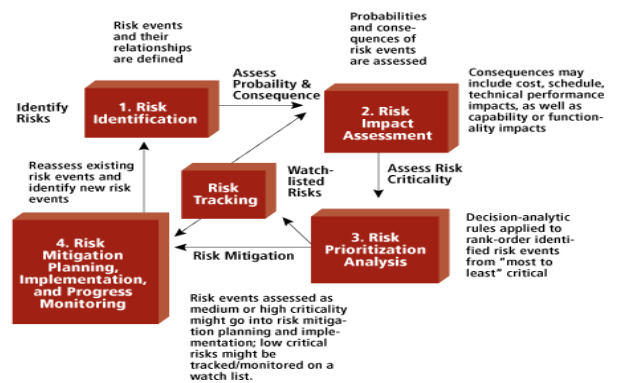 Risk events
and their
relationships
are defined
Probabilities
and conse-
quences of
risk events
are assessed
Assess
Probaility &
Consequence
Identify
Risks
1. Risk
Identification
2. Risk
Impact
Assessment
Consequences may
include cost, schedule,
technical performance
impacts, as well as
capability or function-
ality impacts
Reassess existing
risk events and
identify new risk
events
Risk
Tracking
Watch-
listed
Risks
Assess Risk
Criticality
4. Risk
Mitigation
Planning,
Implementation,
and Progress
Monitoring
Risk Mitigation
3. Risk
Prioritization
Analysis
Decision-analytic
rules applied to
rank-order identi-
fied risk events
from "most to
least" critical
Risk events assessed as
medium or high criticality
might go into risk mitiga-
tion planning and imple-
mentation; low critical
risks might be
tracked/monitored on a
watch list.